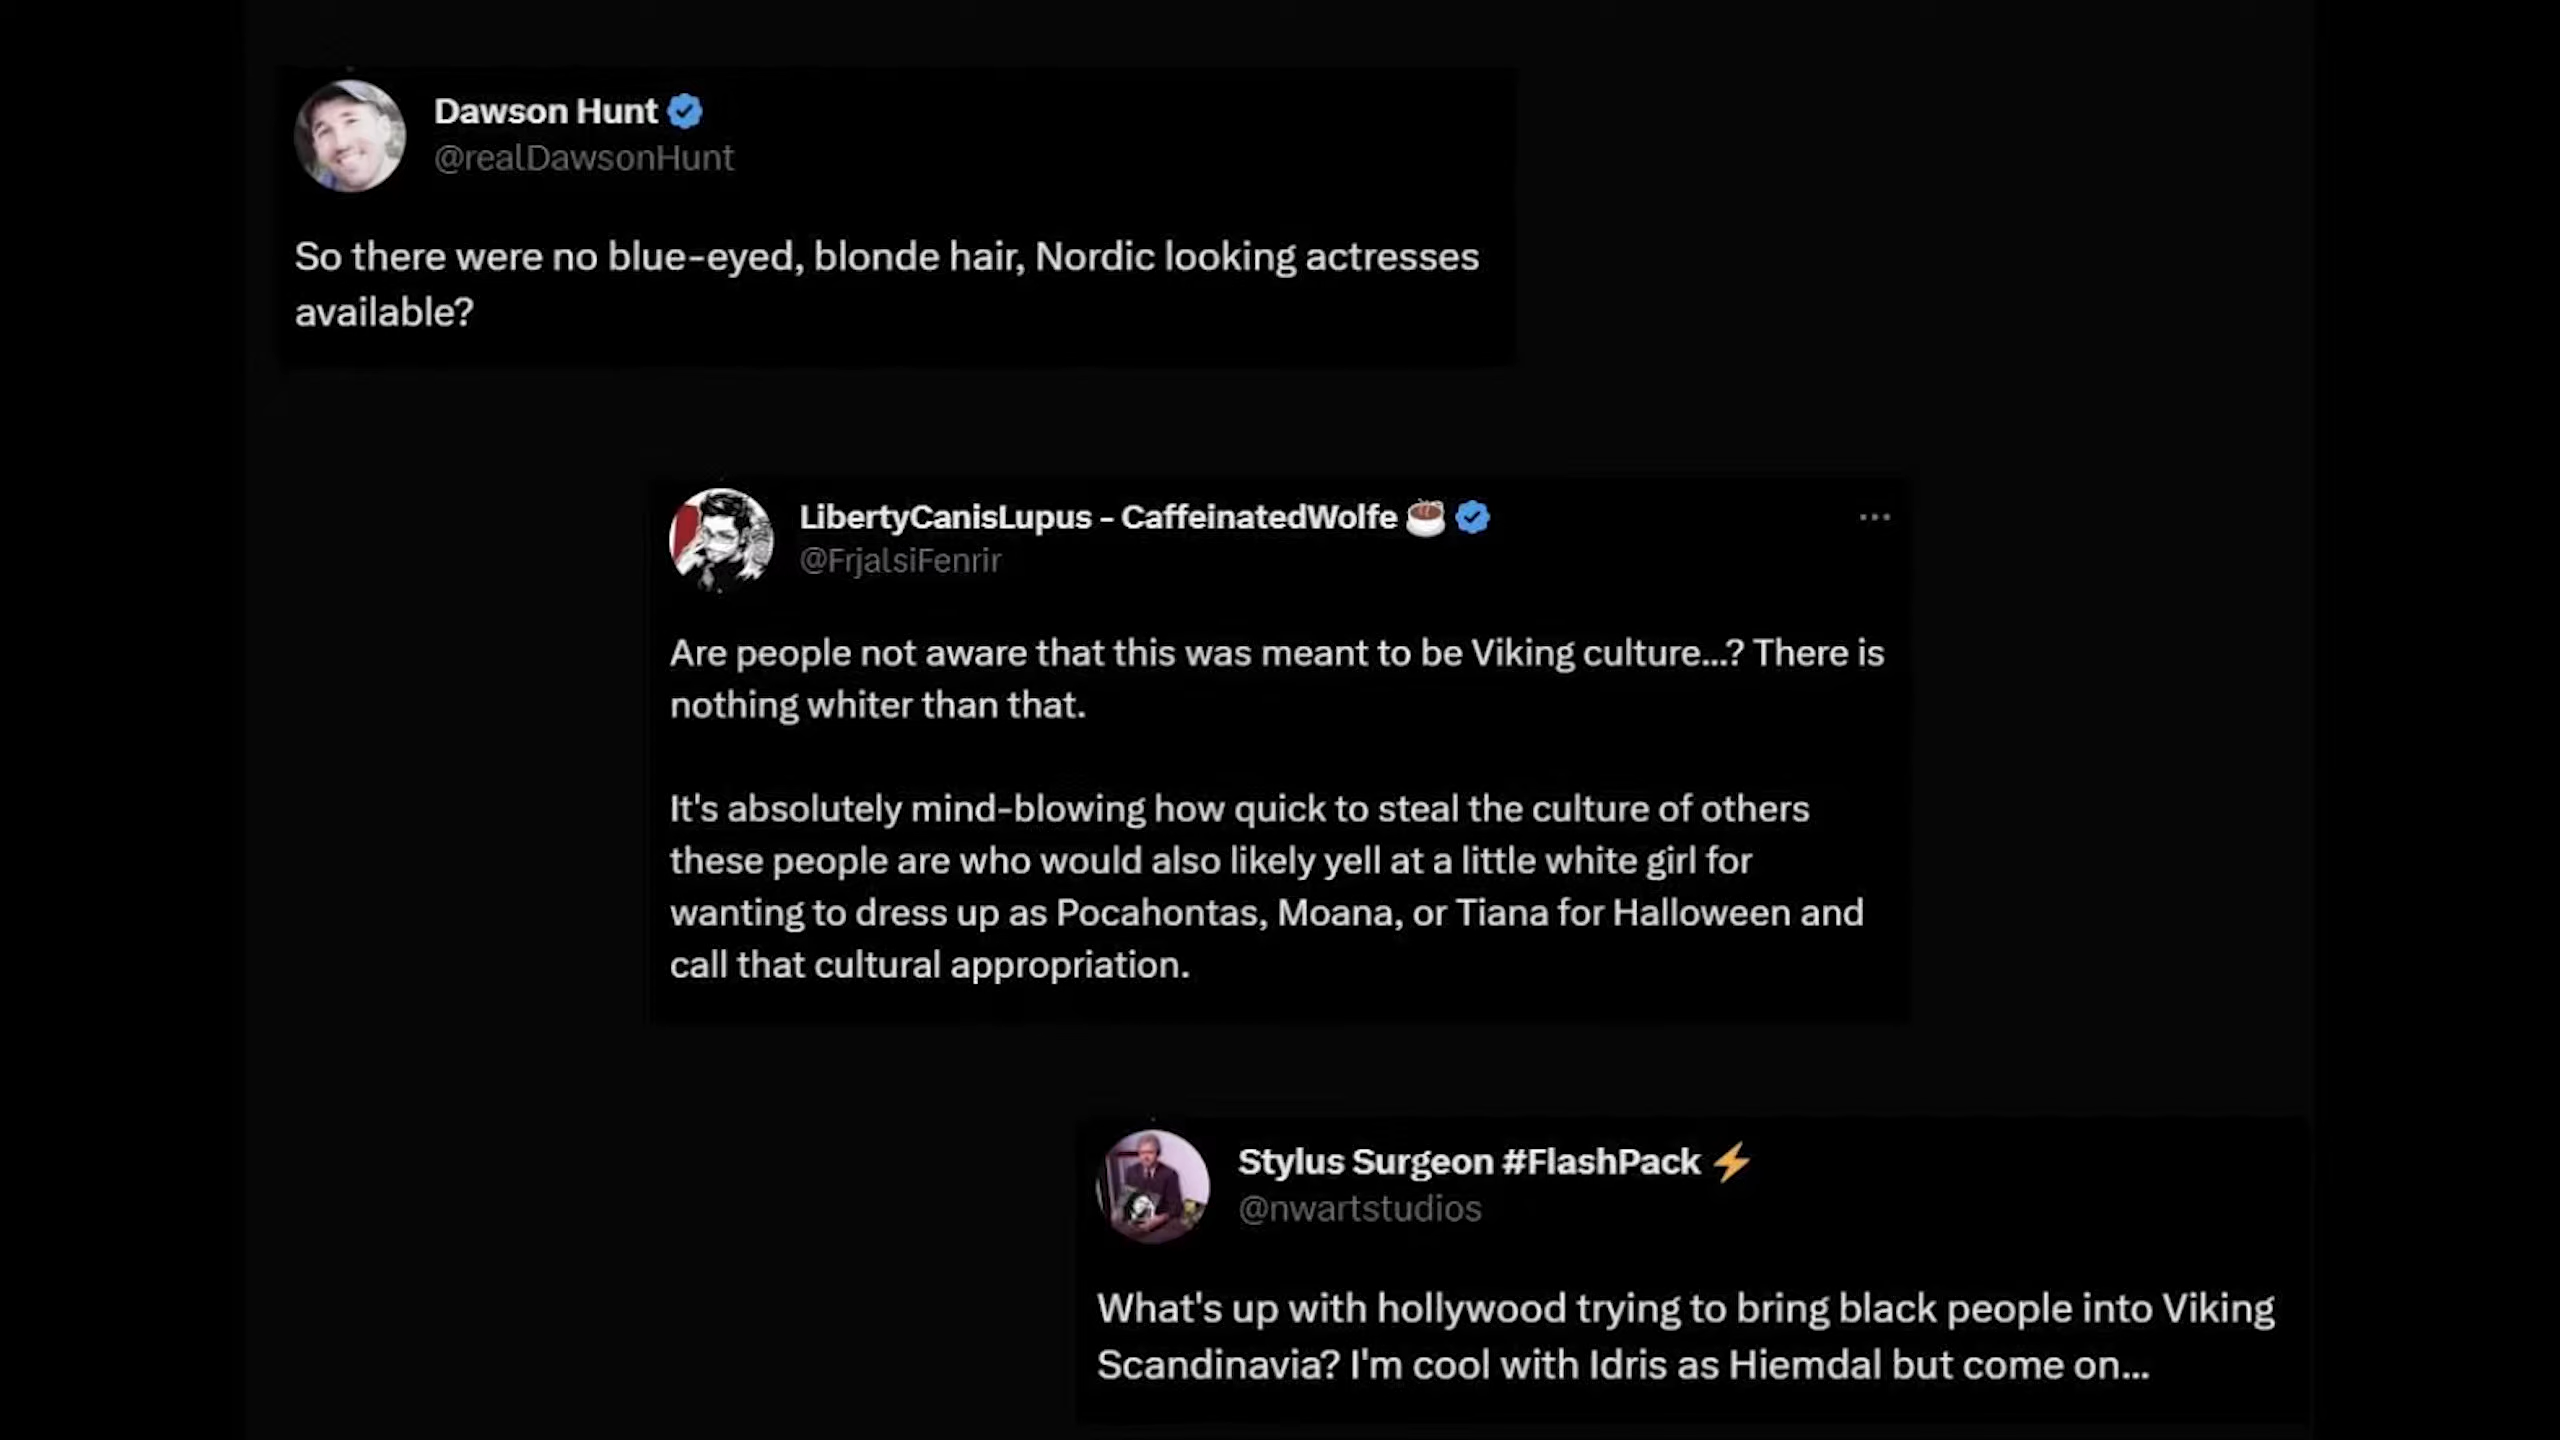 Dawson Hunt
@realDawsonHunt
So there were no blue-eyed, blonde hair, Nordic looking actresses
available?
LibertyCanisLupus - CaffeinatedWolfe ☕
@FrjalsiFenrir
Are people not aware that this was meant to be Viking culture...? There is
nothing whiter than that.
It's absolutely mind-blowing how quick to steal the culture of others
these people are who would also likely yell at a little white girl for
wanting to dress up as Pocahontas, Moana, or Tiana for Halloween and
call that cultural appropriation.
Stylus Surgeon #FlashPack ⚡
@nwartstudios
What's up with hollywood trying to bring black people into Viking
Scandinavia? I'm cool with Idris as Hiemdal but come on...